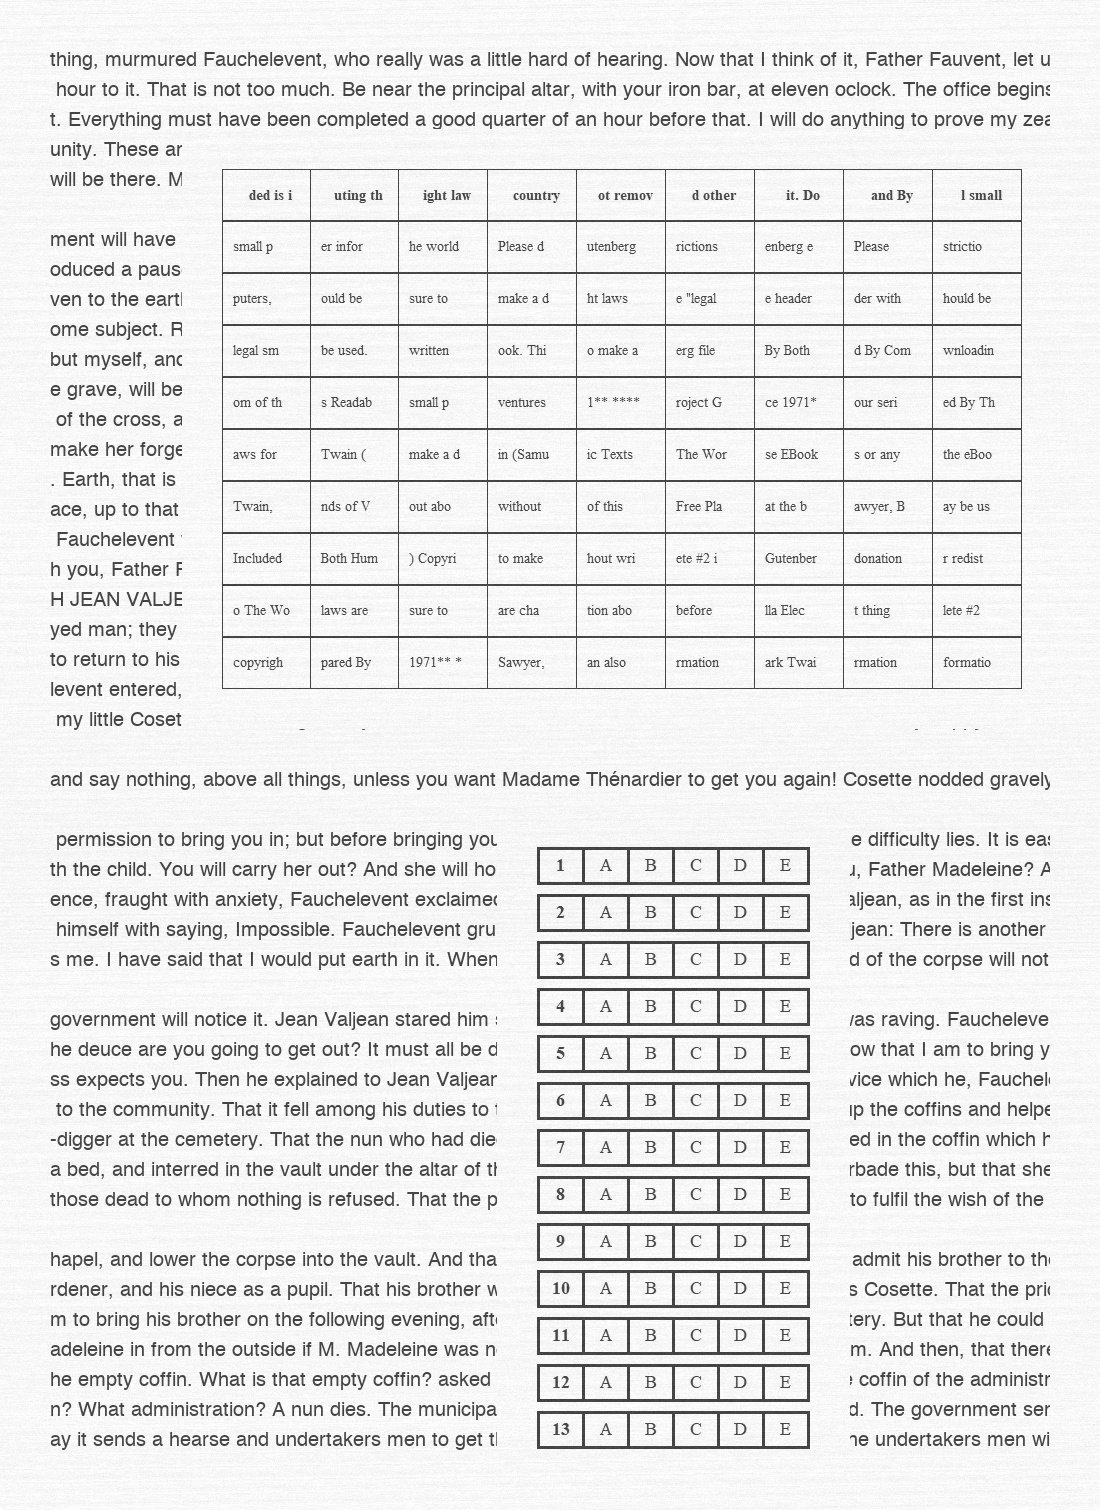 thing, murmured Fauchelevent, who really was a little hard of hearing. Now that I think of it, Father Fauvent, let u
hour to it. That is not too much. Be near the principal altar, with your iron bar, at eleven oclock. The office begins
t. Everything must have been completed a good quarter of an hour before that. I will do anything to prove my zea
unity. These ar
will be there. M
ment will have
oduced a paus
ven to the eart
ome subject. R
but myself, and
e grave, will be
of the cross, a
make her forge
. Earth, that is
ace, up to that
Fauchelevent
h you, Father F
H JEAN VALJE
yed man; they
to return to his
levent entered,
my little Coset
ded is i uting th ight law country ot remov d other it. Do and By l small
small p er infor he world Please d utenberg rictions enberg e Please strictio
puters, ould be sure to make a d ht laws e "legal e header der with hould be
legal sm be used. written ook. Thi o make a erg file By Both d By Com wnloadin
om of th s Readab small p ventures 1** **** roject G ce 1971* our seri ed By Th
aws for Twain ( make a d in (Samu ic Texts The Wor se EBook s or any the eBoo
Twain, nds of V out abo without of this Free Pla at the b awyer, B ay be us
Included Both Hum ) Copyri to make hout wri ete #2 i Gutenber donation r redist
o The Wo laws are sure to are cha tion abo before lla Elec t thing lete #2
copyrigh pared By 1971** * Sawyer, an also rmation ark Twai rmation formatio
and say nothing, above all things, unless you want Madame Thénardier to get you again! Cosette nodded gravely
permission to bring you in; but before bringing you
th the child. You will carry her out? And she will ho
ence, fraught with anxiety, Fauchelevent exclaimed
himself with saying, Impossible. Fauchelevent gru
s me. I have said that I would put earth in it. When
government will notice it. Jean Valjean stared him
he deuce are you going to get out? It must all be d
ss expects you. Then he explained to Jean Valjean
to the community. That it fell among his duties to
-digger at the cemetery. That the nun who had die
a bed, and interred in the vault under the altar of th
those dead to whom nothing is refused. That the p
hapel, and lower the corpse into the vault. And tha
rdener, and his niece as a pupil. That his brother w
m to bring his brother on the following evening, afte
adeleine in from the outside if M. Madeleine was n
he empty coffin. What is that empty coffin? asked
n? What administration? A nun dies. The municipa
ay it sends a hearse and undertakers men to get th
1 A B C D E
2 A B C D E
3 A B C D E
4 A B C D E
5 A B C D E
6 A B C D E
7 A B C D E
8 A B C D E
9 A B C D E
10 A B C D E
11 A B C D E
12 A B C D E
13 A B C D E
e difficulty lies. It is eas
u, Father Madeleine? A
aljean, as in the first ins
jean: There is another
d of the corpse will not
was raving. Faucheleve
ow that I am to bring y
vice which he, Fauchel
up the coffins and helpe
ed in the coffin which h
rbade this, but that she
to fulfil the wish of the
admit his brother to the
s Cosette. That the prio
tery. But that he could
m. And then, that there
coffin of the administr
d. The government ser
he undertakers men wi